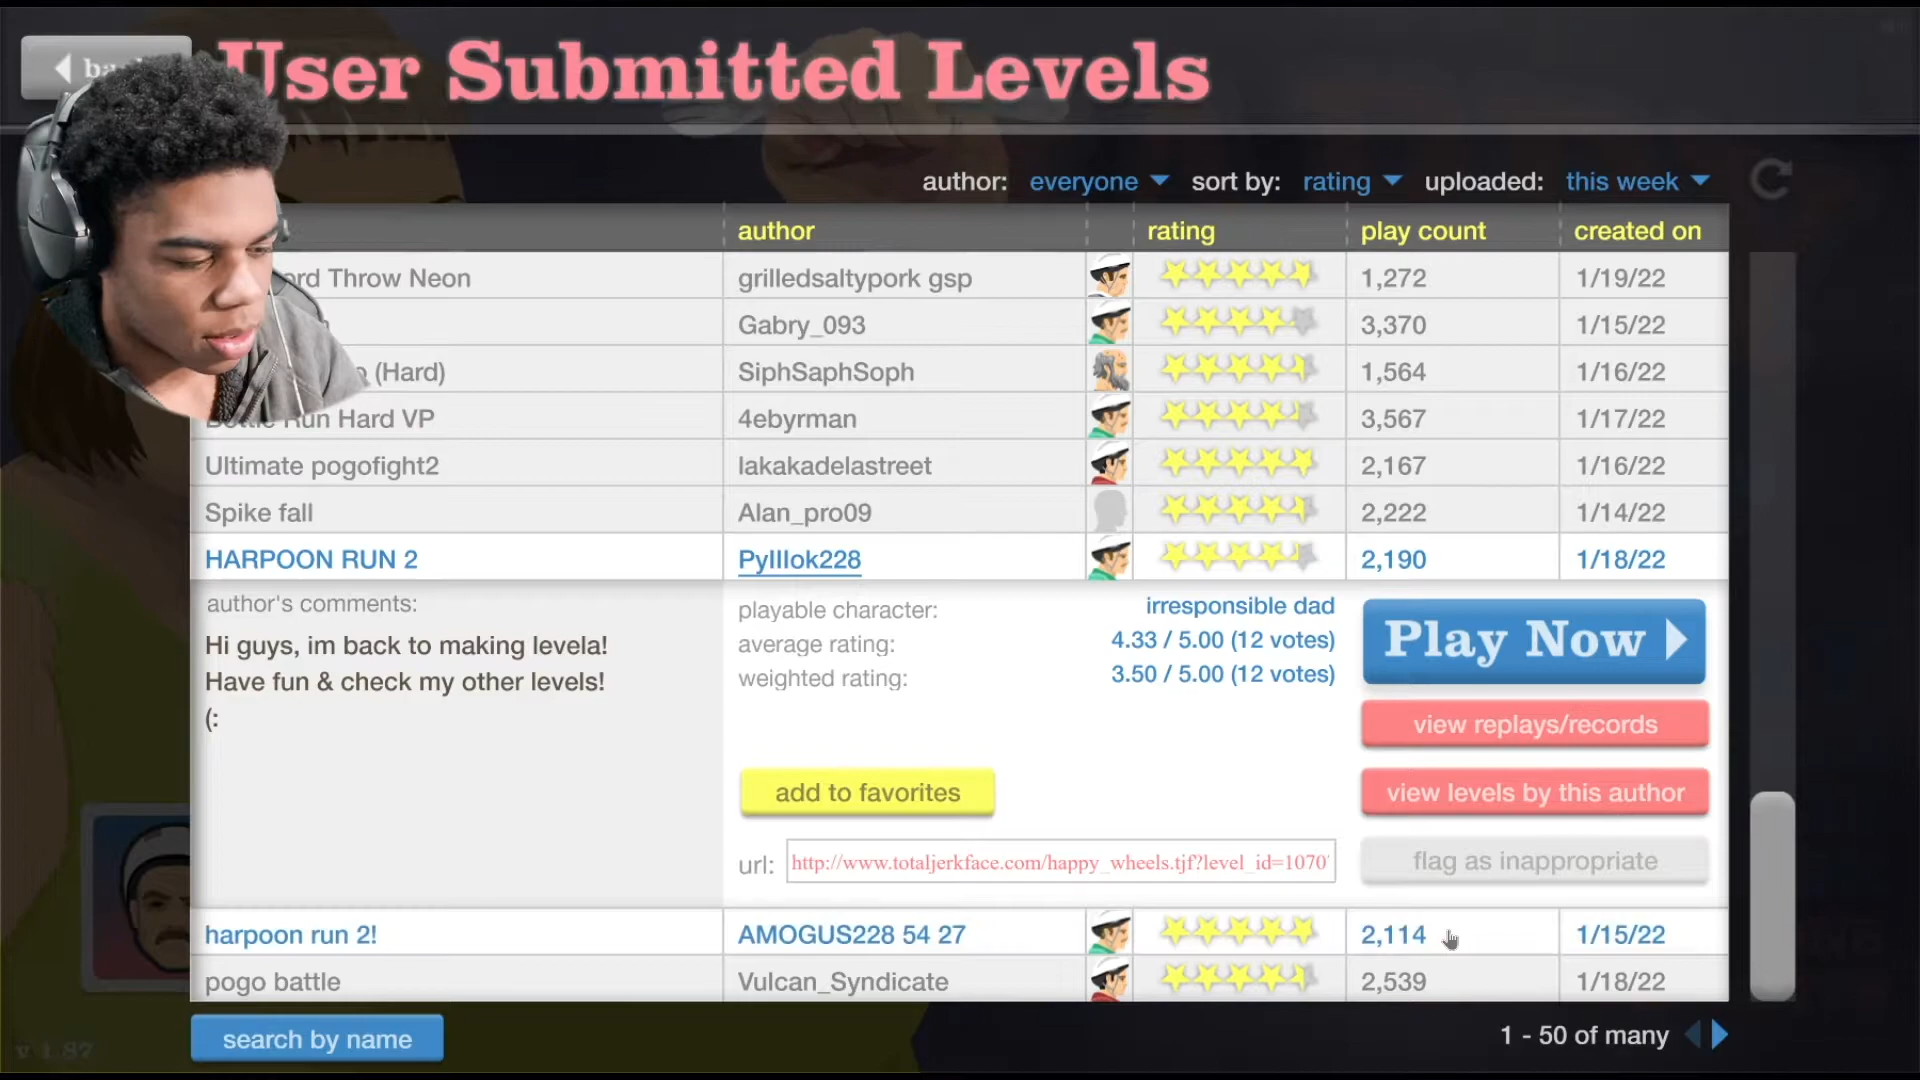 User Submitted Levels
author: everyone sort by: rating uploaded: this week
author rating play count created on
Throw Neon grilledsaltypork gsp 1,272 1/19/22
Gabry_093 3,370 1/15/22
(Hard) SiphSaphSoph 1,564 1/16/22
Run Hard VP 4ebyrman 3,567 1/17/22
Ultimate pogofight2 lakakadelastreet 2,167 1/16/22
Spike fall Alan_pro09 2,222 1/14/22
HARPOON RUN 2 PyIIIok228 2,190 1/18/22
author's comments:
Hi guys, im back to making levela!
Have fun & check my other levels!
(:
playable character: irresponsible dad
average rating: 4.33 / 5.00 (12 votes)
weighted rating: 3.50 / 5.00 (12 votes)
Play Now
view replays/records
add to favorites
view levels by this author
url: http://www.totaljerkface.com/happy_wheels.tjf?level_id=1070
flag as inappropriate
harpoon run 2! AMOGUS228 54 27 2,114 1/15/22
pogo battle Vulcan_Syndicate 2,539 1/18/22
search by name
1 - 50 of many
v 1.87